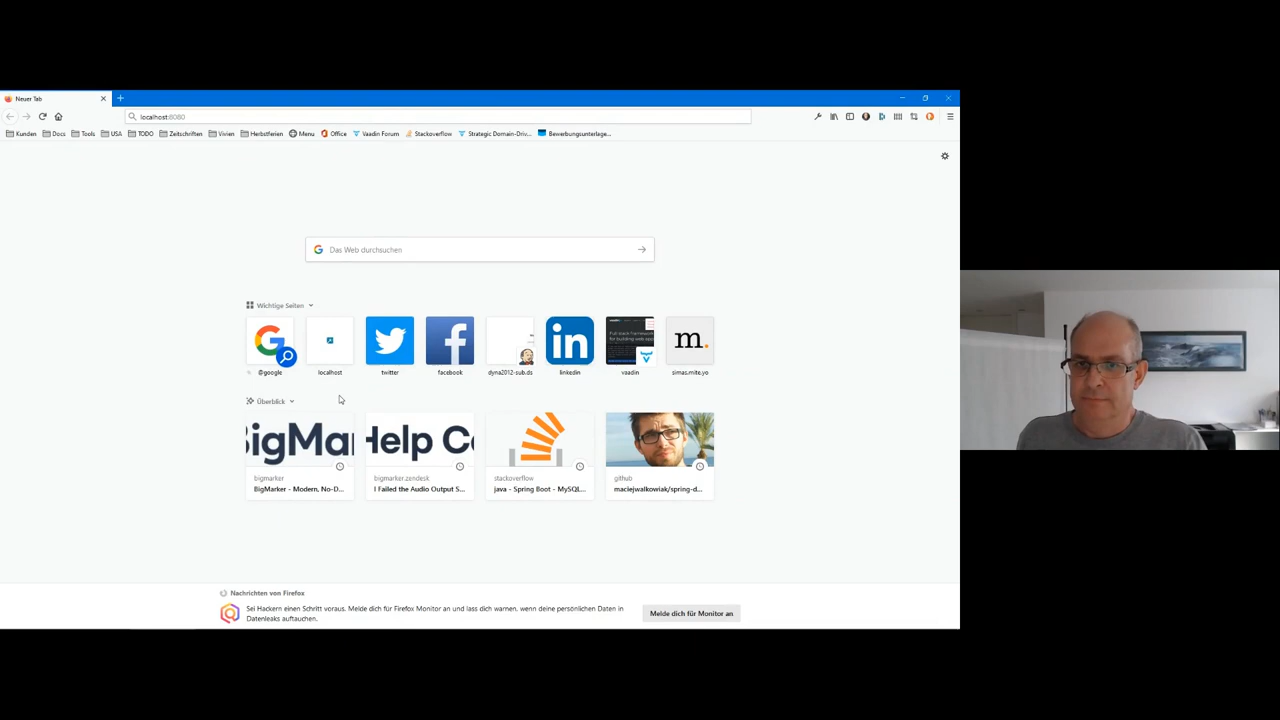 Neuer Tab
localhost:8080
Kunden Docs Tools USA TODO Zeitschriften Vivien Herbstferien Menu Office Vaadin Forum Stackoverflow Strategic Domain-Driv... Bewerbungsunterlage...
Das Web durchsuchen
Wichtige Seiten
@google localhost twitter facebook dyna2012-sub.ds linkedin vaadin simas.mite.yo
m.
Überblick
BigMar Help C
bigmarker bigmarker.zendesk stackoverflow github
BigMarker - Modern, No-D... I Failed the Audio Output S... java - Spring Boot - MySQL... maciejwalkowiak/spring-d...
Nachrichten von Firefox
Sei Hackern einen Schritt voraus. Melde dich für Firefox Monitor an und lass dich warnen, wenn deine persönlichen Daten in
Datenleaks auftauchen.
Melde dich für Monitor an